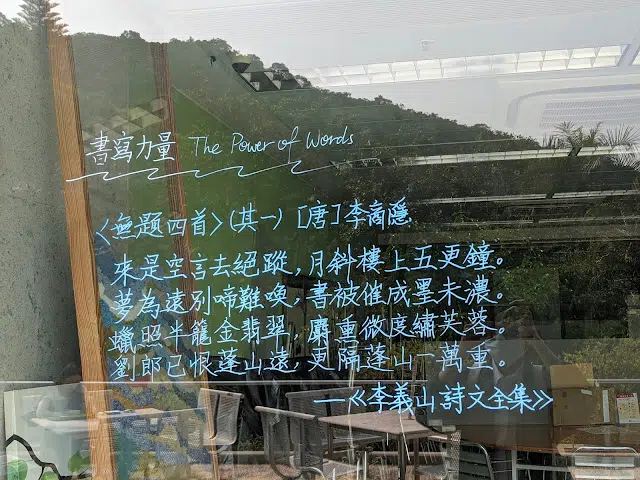 書寫力量 The Power of Words
〈無題四首〉(其一) [唐] 李商隱
來是空言去絕蹤，月斜樓上五更鐘。
夢為遠別啼難喚，書被催成墨未濃。
蠟照半籠金翡翠，麝熏微度繡芙蓉。
劉郎已恨蓬山遠，更隔蓬山一萬重。
—《李義山詩文全集》